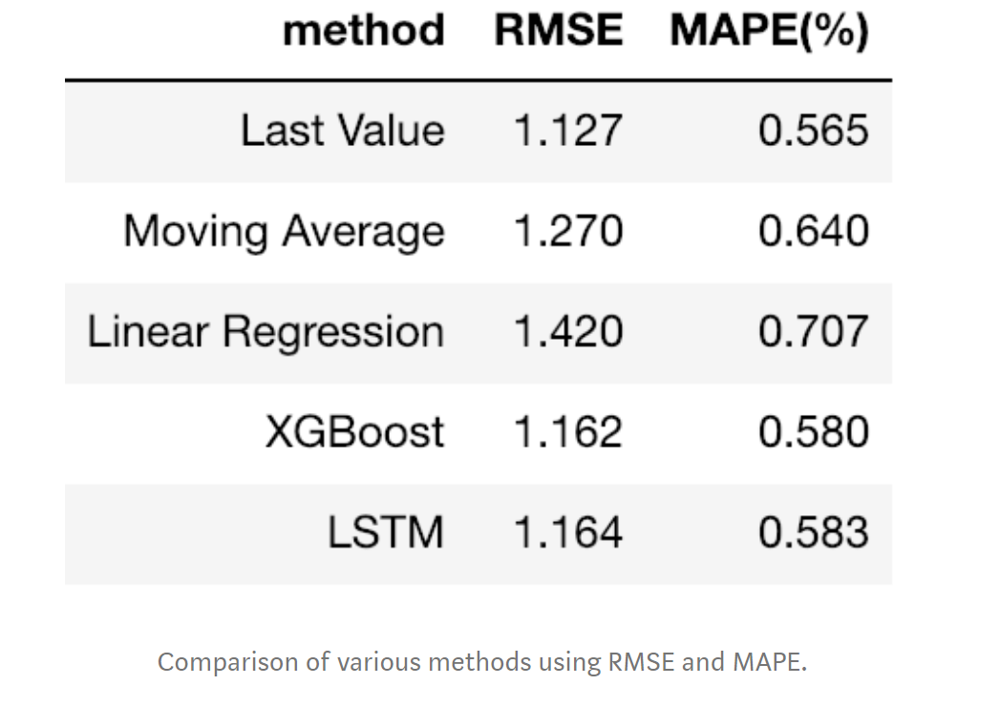 method RMSE MAPE(%)
Last Value 1.127 0.565
Moving Average 1.270 0.640
Linear Regression 1.420 0.707
XGBoost 1.162 0.580
LSTM 1.164 0.583
Comparison of various methods using RMSE and MAPE.